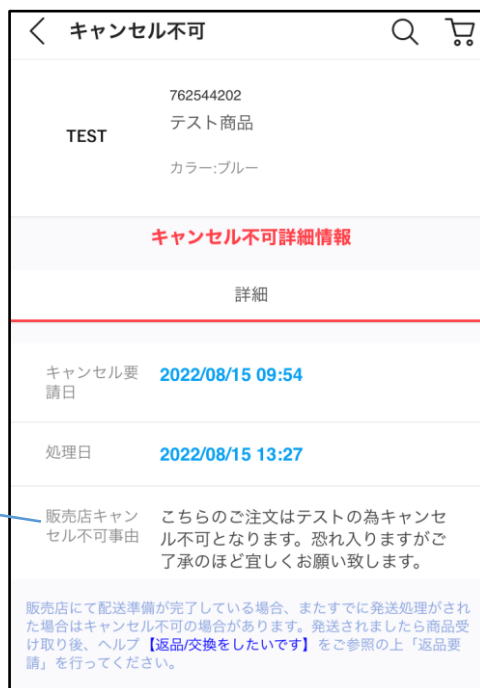 キャンセル不可
762544202
TEST
テスト商品
カラー:ブルー
キャンセル不可詳細情報
詳細
キャンセル要
請日
2022/08/15 09:54
処理日
2022/08/15 13:27
販売店キャン
セル不可事由
こちらのご注文はテストの為キャンセ
ル不可となります。恐れ入りますがご
了承のほど宜しくお願い致します。
販売店にて配送準備が完了している場合、またすでに発送処理がされ
た場合はキャンセル不可の場合があります。発送されましたら商品受
け取り後、ヘルプ【返品/交換をしたいです】をご参照の上「返品要
請」を行ってください。